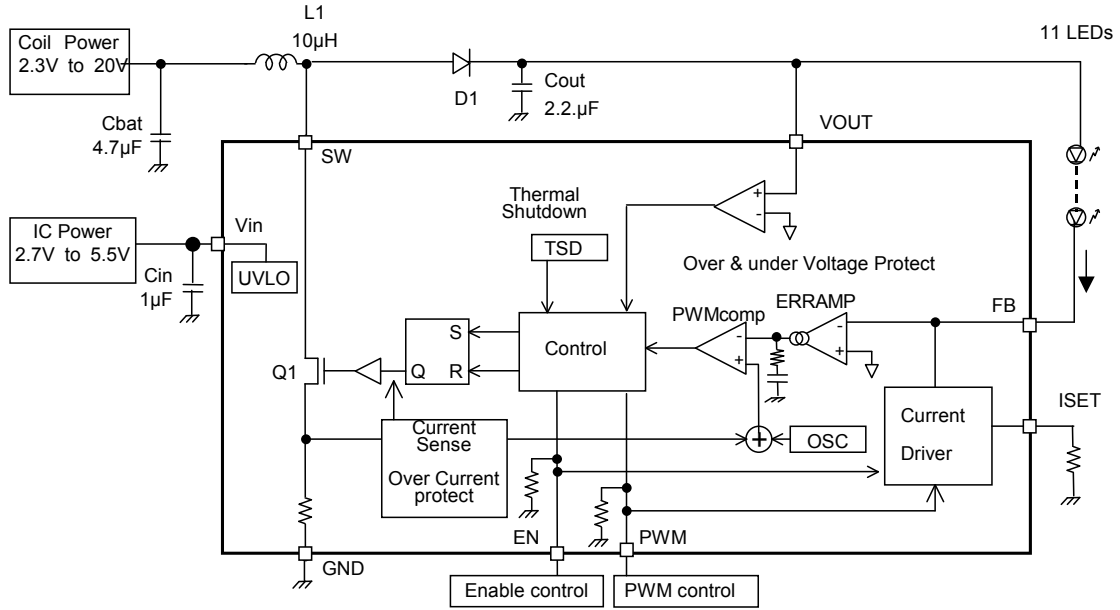 L1
10µH
11 LEDs
Coil Power
2.3V to 20V
D1
Cout
2.2.µF
Cbat
4.7µF
VOUT
SW
Thermal
Shutdown
+
-
IC Power
2.7V to 5.5V
Vin
Cin
1µF
UVLO
TSD
Over & under Voltage Protect
ERRAMP
FB
PWMcomp
-
+
-
+
S
Control
Q1
Q
R
Current
Sense
Over Current
protect
+
OSC
Current
Driver
ISET
EN
PWM
GND
Enable control
PWM control